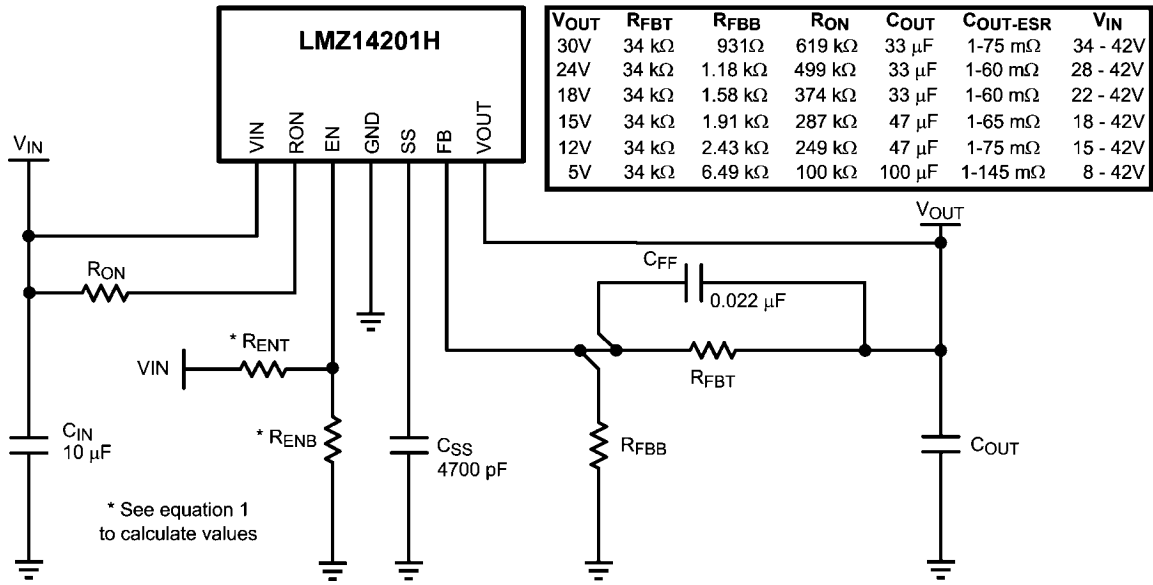 LMZ14201H
VIN
RON
EN
GND
SS
FB
VOUT
VOUT RFBT RFBB RON COUT COUT-ESR VIN
30V 34 kΩ 931Ω 619 kΩ 33 µF 1-75 mΩ 34 - 42V
24V 34 kΩ 1.18 kΩ 499 kΩ 33 µF 1-60 mΩ 28 - 42V
18V 34 kΩ 1.58 kΩ 374 kΩ 33 µF 1-60 mΩ 22 - 42V
15V 34 kΩ 1.91 kΩ 287 kΩ 47 µF 1-65 mΩ 18 - 42V
12V 34 kΩ 2.43 kΩ 249 kΩ 47 µF 1-75 mΩ 15 - 42V
5V 34 kΩ 6.49 kΩ 100 kΩ 100 µF 1-145 mΩ 8 - 42V
VIN
VOUT
RON
CFF
0.022 µF
* RENT
VIN
RFBT
* RENB
CIN
10 µF
CSS
4700 pF
RFBB
COUT
* See equation 1
to calculate values